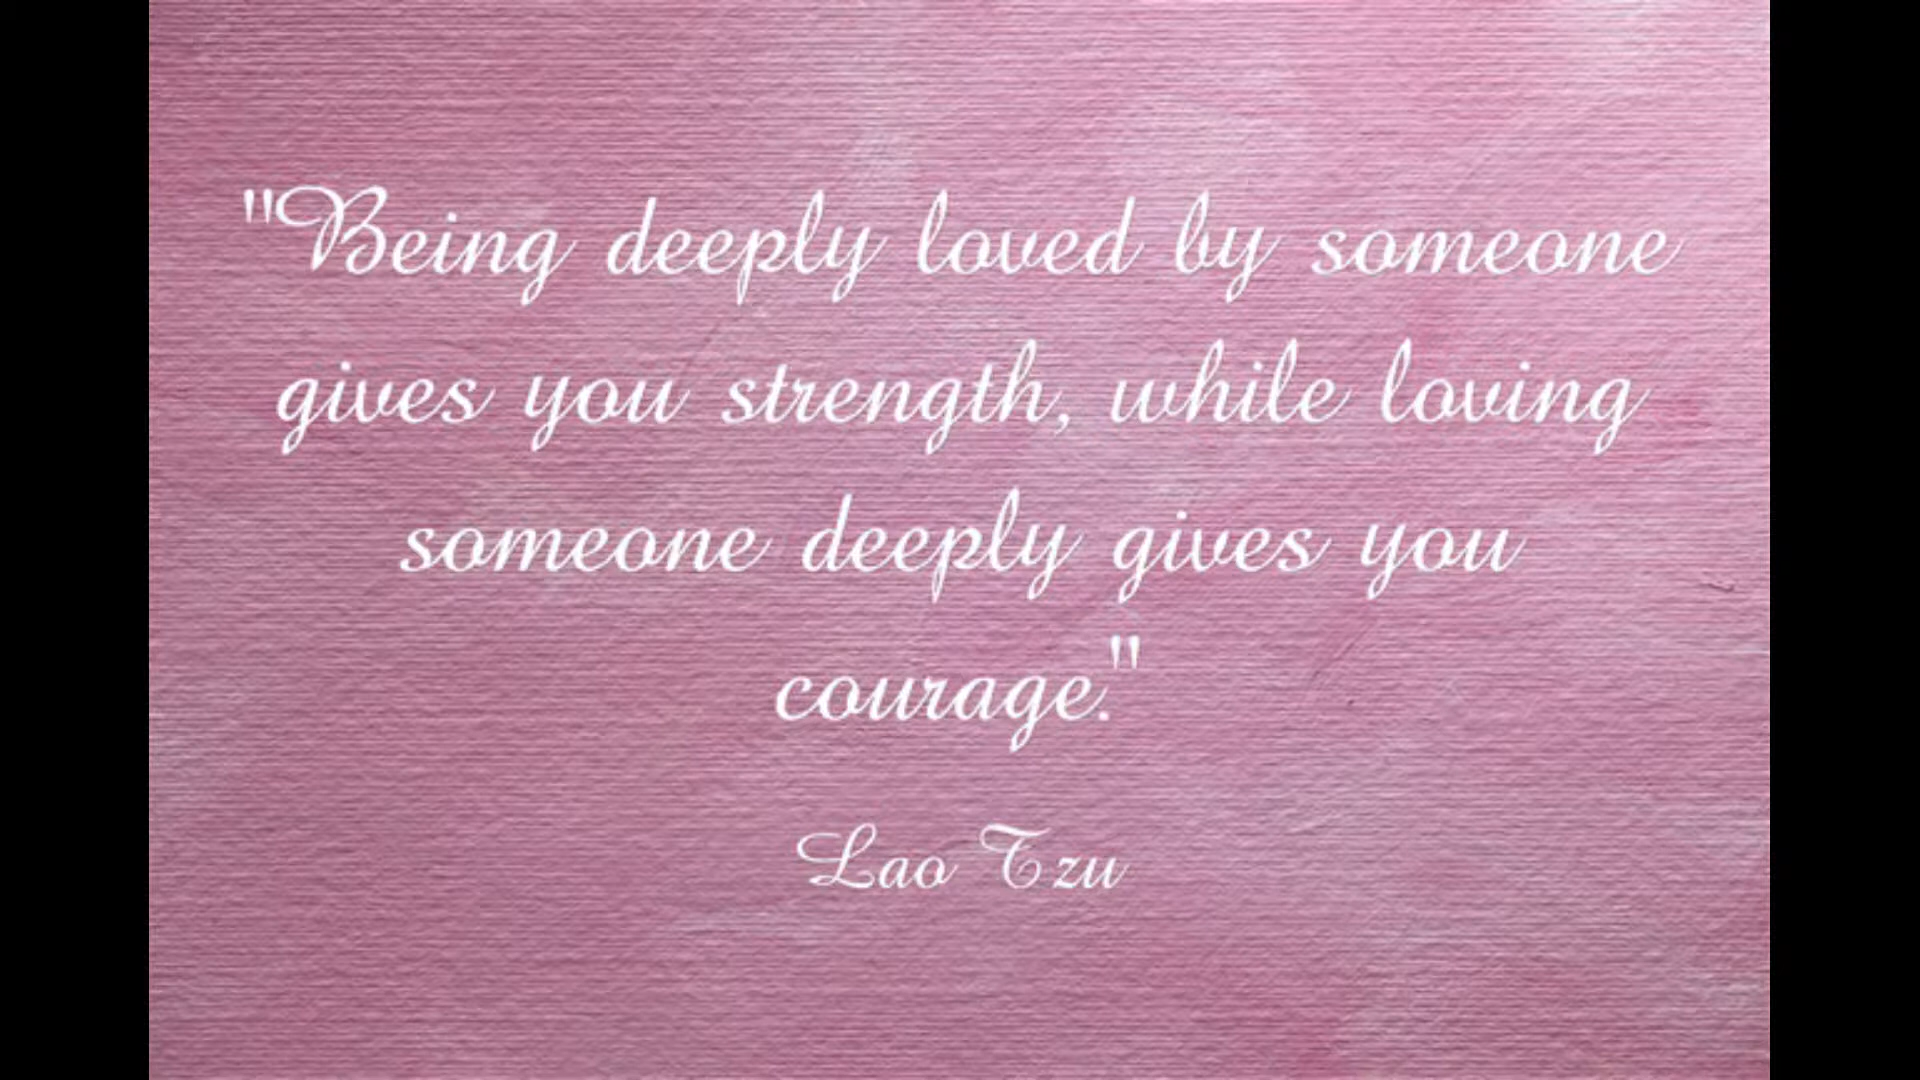 "Being deeply loved by someone
gives you strength, while loving
someone deeply gives you
courage."
Lao Tzu